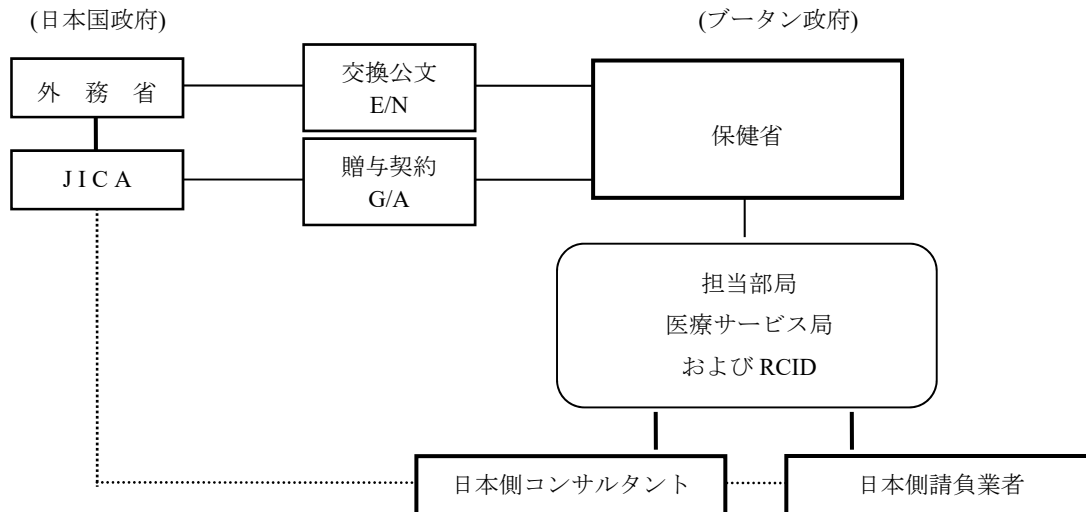 (日本国政府)
(ブータン政府)
外 務 省
交換公文
E/N
保健省
J I C A
贈与契約
G/A
担当部局
医療サービス局
および RCID
日本側コンサルタント
日本側請負業者